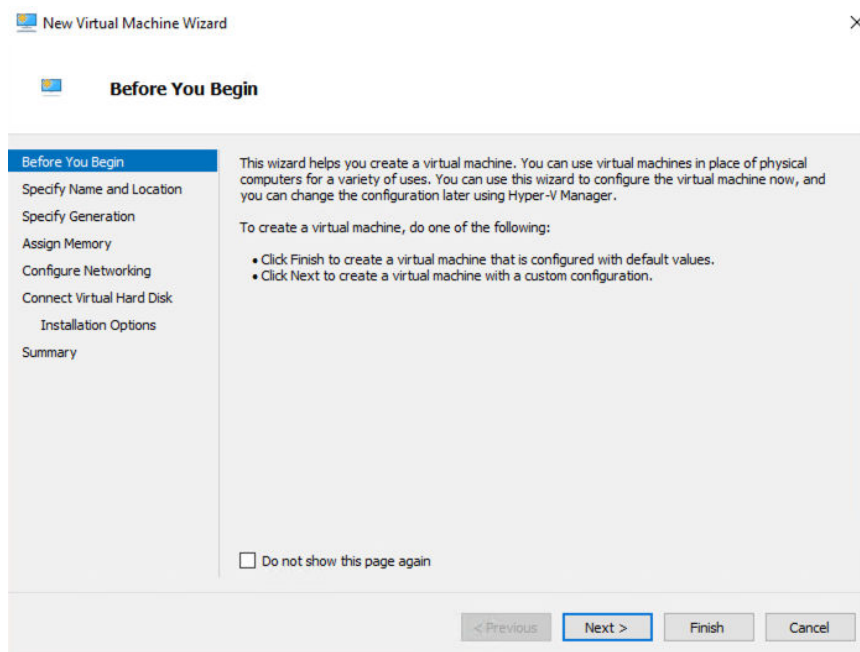 New Virtual Machine Wizard
Before You Begin
Before You Begin
Specify Name and Location
Specify Generation
Assign Memory
Configure Networking
Connect Virtual Hard Disk
Installation Options
Summary
This wizard helps you create a virtual machine. You can use virtual machines in place of physical
computers for a variety of uses. You can use this wizard to configure the virtual machine now, and
you can change the configuration later using Hyper-V Manager.
To create a virtual machine, do one of the following:
• Click Finish to create a virtual machine that is configured with default values.
• Click Next to create a virtual machine with a custom configuration.
Do not show this page again
< Previous
Next >
Finish
Cancel